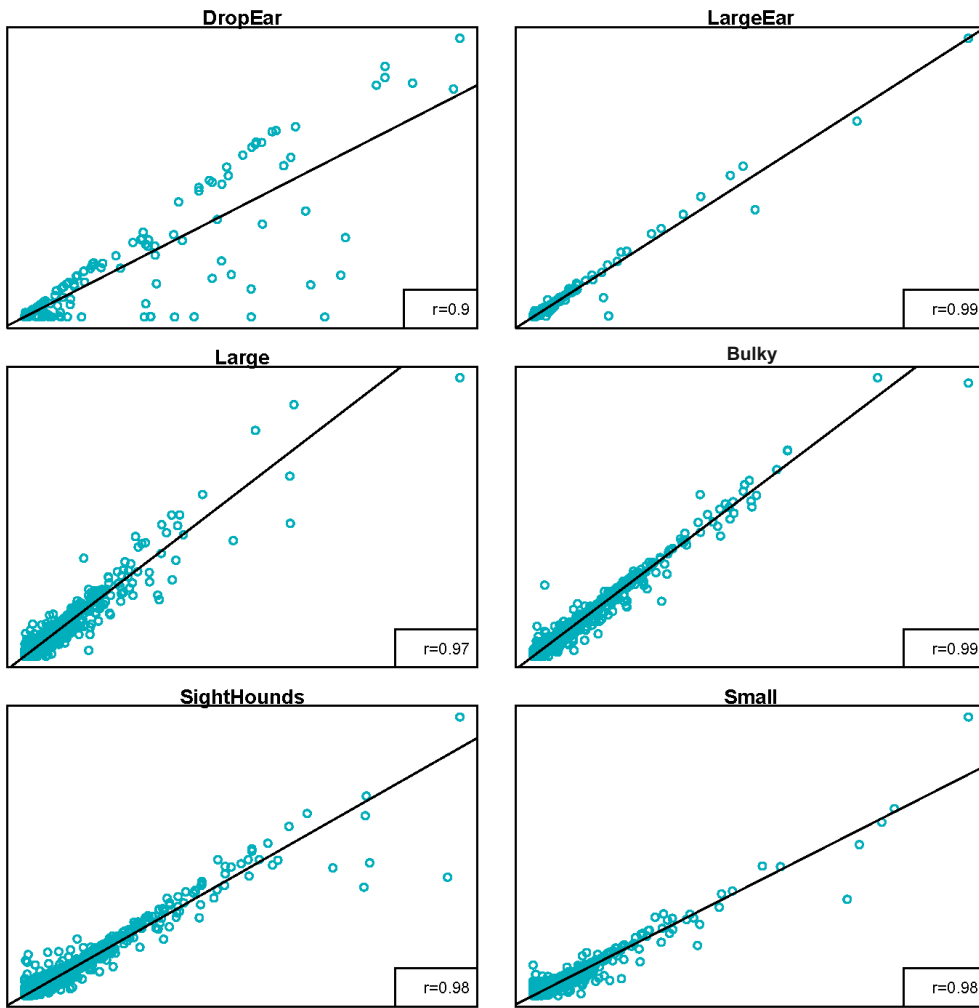 DropEar
LargeEar
r=0.9
r=0.99
Large
Bulky
r=0.97
r=0.99
SightHounds
Small
r=0.98
r=0.98